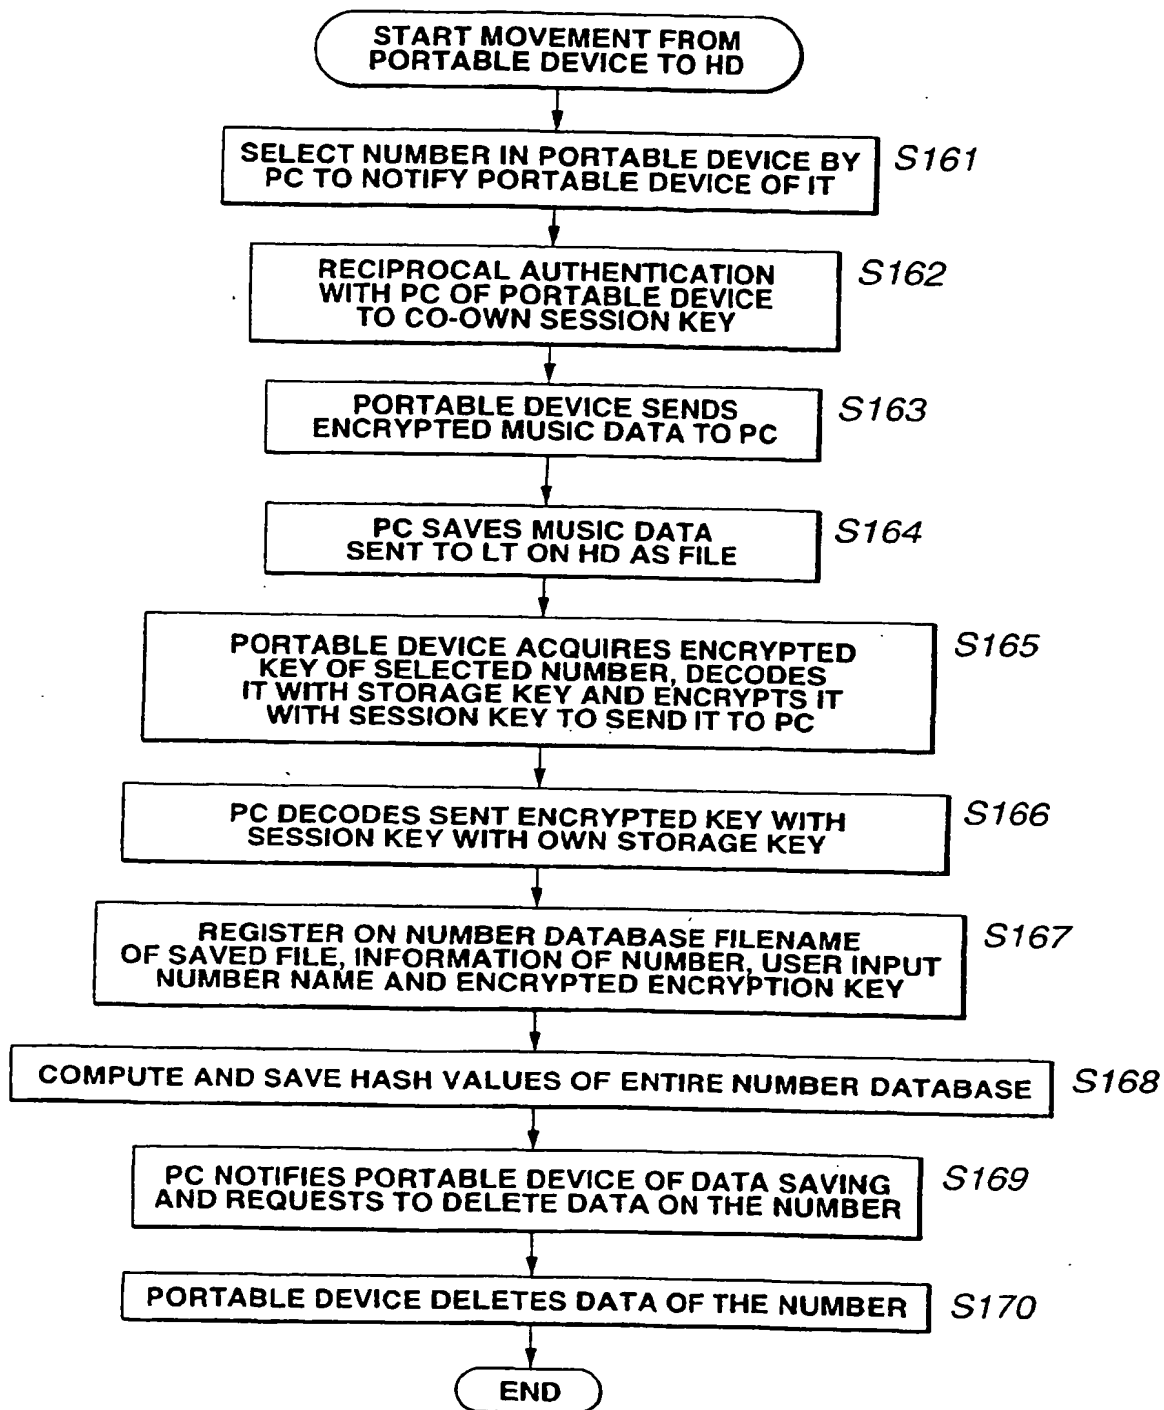 START MOVEMENT FROM
PORTABLE DEVICE TO HD
SELECT NUMBER IN PORTABLE DEVICE BY
PC TO NOTIFY PORTABLE DEVICE OF IT
S161
RECIPROCAL AUTHENTICATION
WITH PC OF PORTABLE DEVICE
TO CO-OWN SESSION KEY
S162
PORTABLE DEVICE SENDS
ENCRYPTED MUSIC DATA TO PC
S163
PC SAVES MUSIC DATA
SENT TO LT ON HD AS FILE
S164
PORTABLE DEVICE ACQUIRES ENCRYPTED
KEY OF SELECTED NUMBER, DECODES
IT WITH STORAGE KEY AND ENCRYPTS IT
WITH SESSION KEY TO SEND IT TO PC
S165
PC DECODES SENT ENCRYPTED KEY WITH
SESSION KEY WITH OWN STORAGE KEY
S166
REGISTER ON NUMBER DATABASE FILENAME
OF SAVED FILE, INFORMATION OF NUMBER, USER INPUT
NUMBER NAME AND ENCRYPTED ENCRYPTION KEY
S167
COMPUTE AND SAVE HASH VALUES OF ENTIRE NUMBER DATABASE
S168
PC NOTIFIES PORTABLE DEVICE OF DATA SAVING
AND REQUESTS TO DELETE DATA ON THE NUMBER
S169
PORTABLE DEVICE DELETES DATA OF THE NUMBER
S170
END